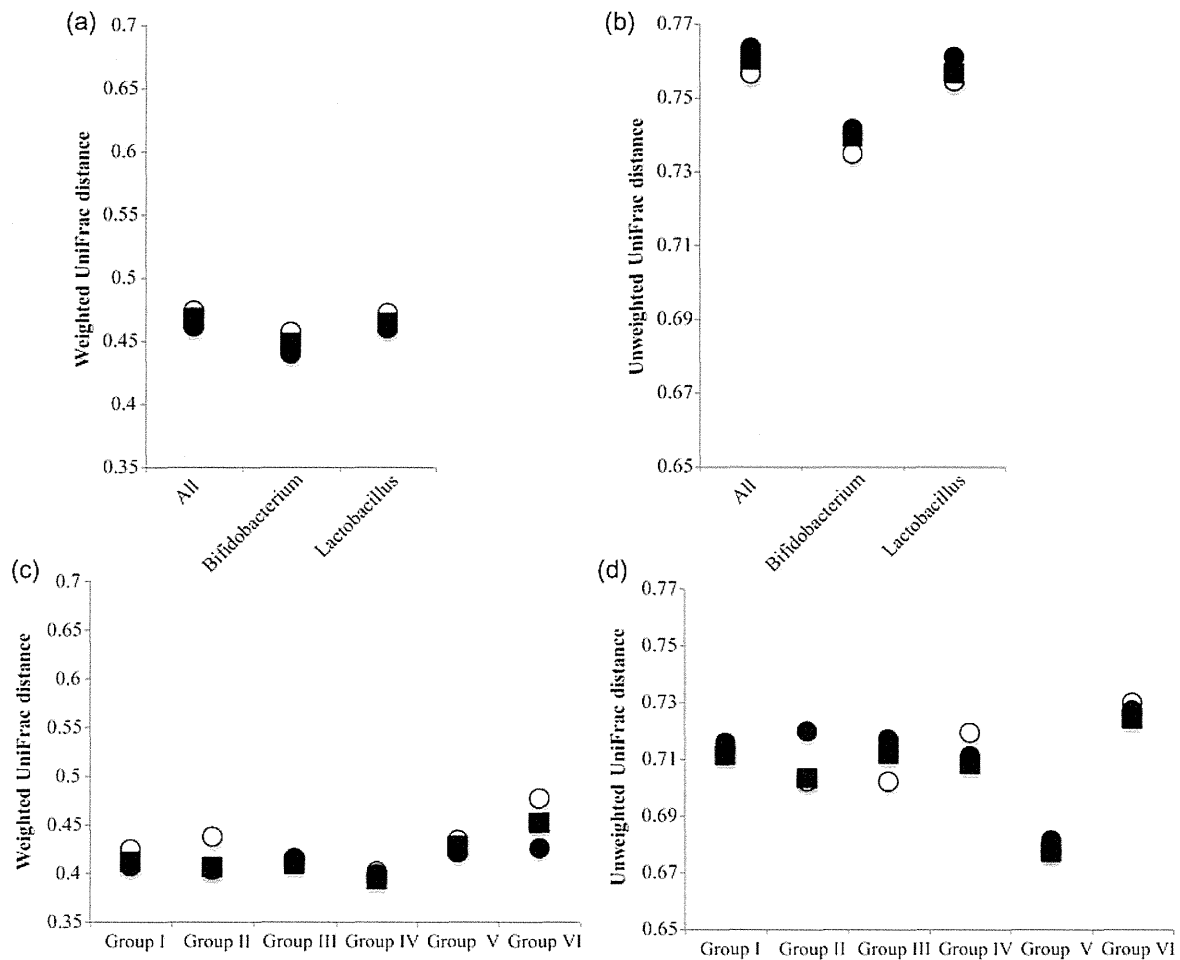 (a)
0.7
0.65
0.6
0.55
0.5
0.45
0.4
0.35
Weighted UniFrac distance
All
Bifidobacterium
Lactobacillus
(b)
0.77
0.75
0.73
0.71
0.69
0.67
0.65
Unweighted UniFrac distance
All
Bifidobacterium
Lactobacillus
(c)
0.7
0.65
0.6
0.55
0.5
0.45
0.4
0.35
Weighted UniFrac distance
Group I Group II Group III Group IV Group V Group VI
(d)
0.77
0.75
0.73
0.71
0.69
0.67
0.65
Unweighted UniFrac distance
Group I Group II Group III Group IV Group V Group VI